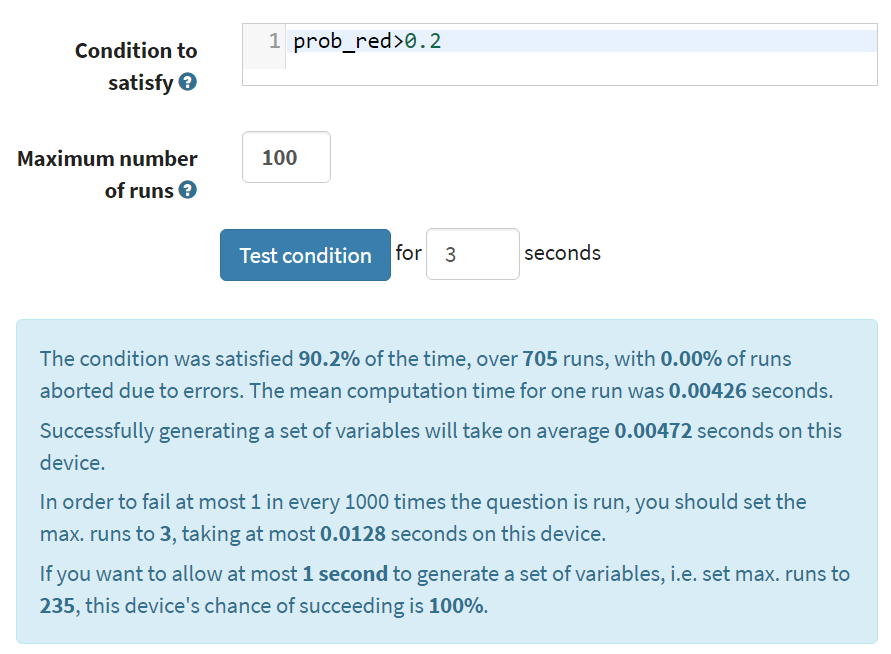 Condition to
satisfy
1 prob_red>0.2
Maximum number
of runs
100
Test condition for 3 seconds
The condition was satisfied 90.2% of the time, over 705 runs, with 0.00% of runs
aborted due to errors. The mean computation time for one run was 0.00426 seconds.
Successfully generating a set of variables will take on average 0.00472 seconds on this
device.
In order to fail at most 1 in every 1000 times the question is run, you should set the
max. runs to 3, taking at most 0.0128 seconds on this device.
If you want to allow at most 1 second to generate a set of variables, i.e. set max. runs to
235, this device's chance of succeeding is 100%.